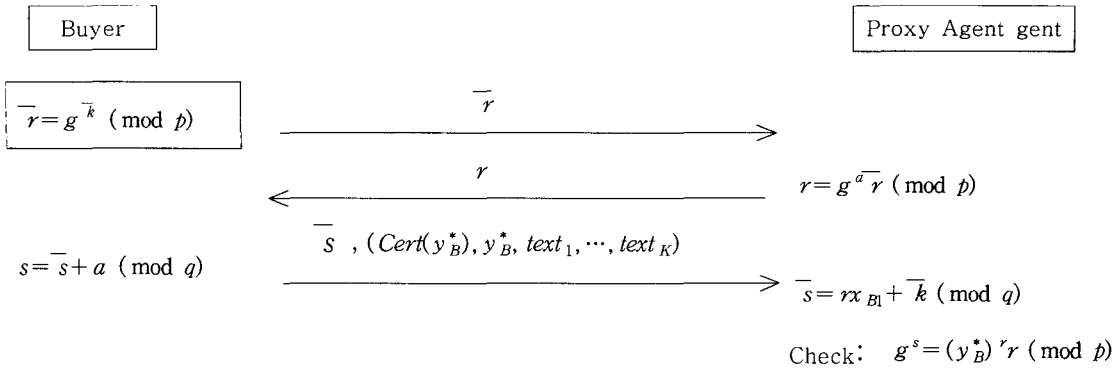 Buyer
Proxy Agent gent
r̄=g^k̄ (mod p)
r̄
r
r=g^a r̄ (mod p)
s̄ , (Cert(y*_B), y*_B, text_1, ⋯, text_K)
s=s̄+a (mod q)
s̄=rx_B1+k̄ (mod q)
Check: g^s=(y*_B)^r r (mod p)